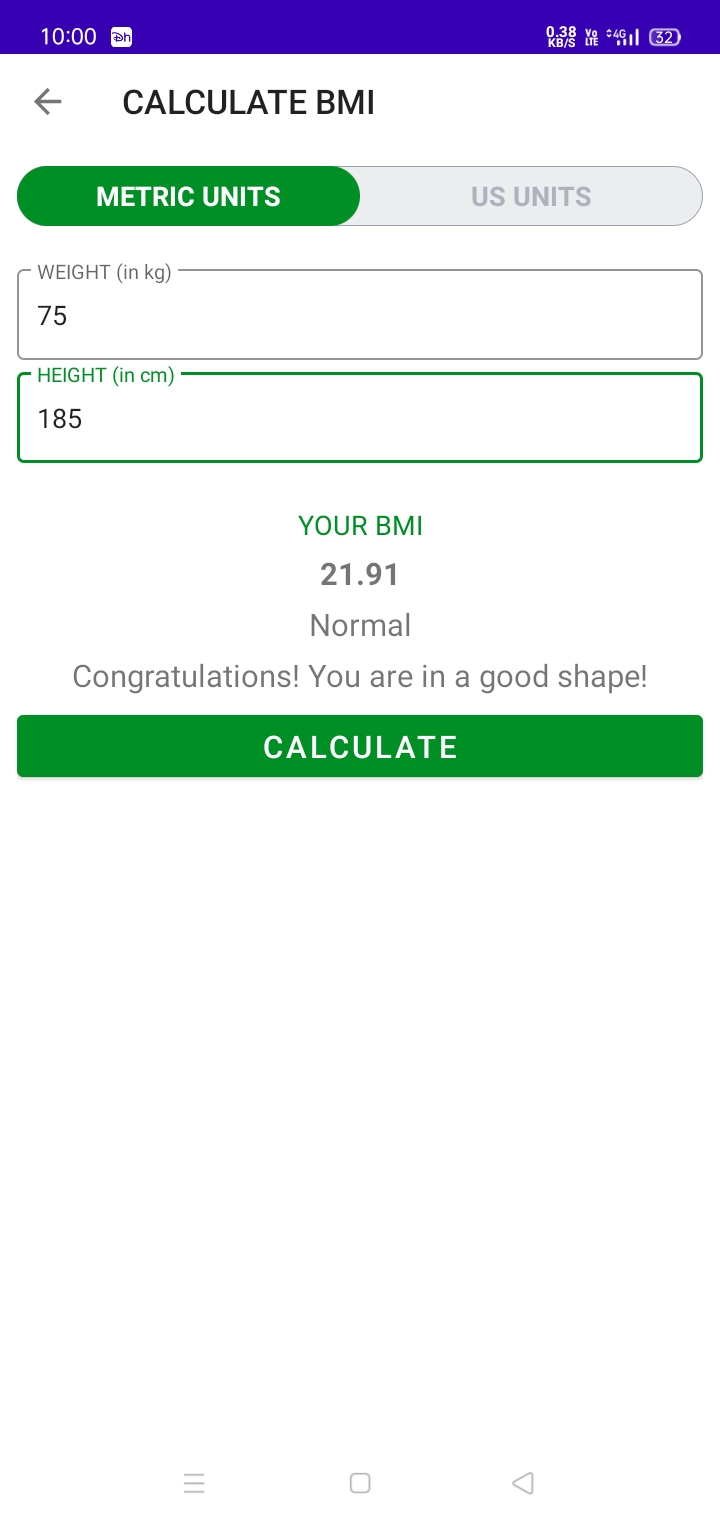 10:00 Dh 0.38 KB/S Vo LTE 4G 32
CALCULATE BMI
METRIC UNITS US UNITS
WEIGHT (in kg)
75
HEIGHT (in cm)
185
YOUR BMI
21.91
Normal
Congratulations! You are in a good shape!
CALCULATE